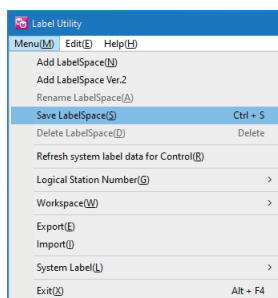 Label Utility
Menu(M) Edit(E) Help(H)
Add LabelSpace(N)
Add LabelSpace Ver.2
Rename LabelSpace(A)
Save LabelSpace(S) Ctrl + S
Delete LabelSpace(D) Delete
Refresh system label data for Control(R)
Logical Station Number(G) >
Workspace(W) >
Export(E)
Import(I)
System Label(L) >
Exit(X) Alt + F4